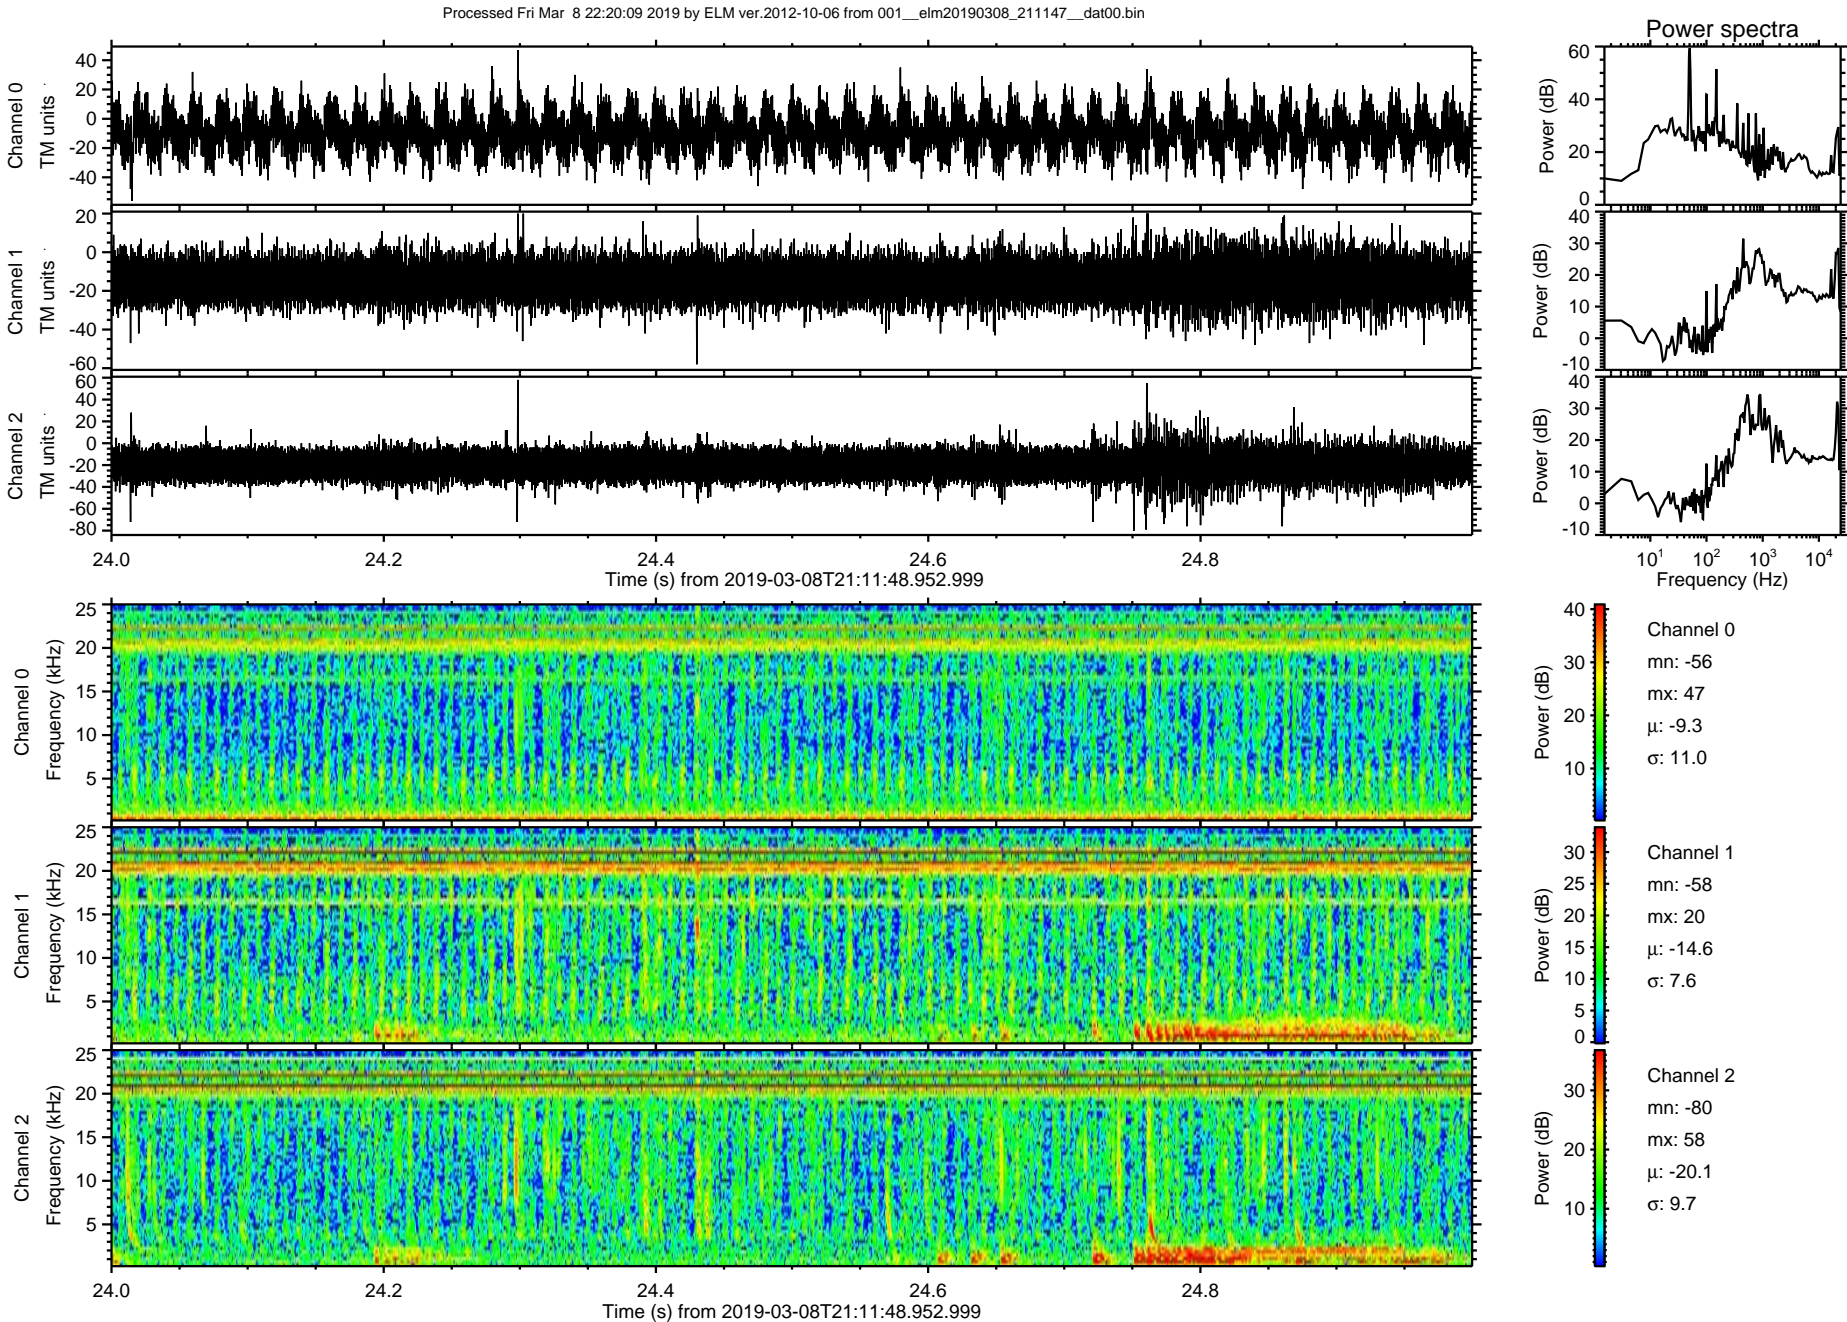 Processed Fri Mar  8 22:20:09 2019 by ELM ver.2012-10-06 from 001__elm20190308_211147__dat00.bin
Power spectra
Channel 0
TM units
40
20
0
-20
-40
Power (dB)
60
40
20
0
Channel 1
TM units
20
0
-20
-40
-60
Power (dB)
40
30
20
10
0
-10
Channel 2
TM units
60
40
20
0
-20
-40
-60
-80
Power (dB)
40
30
20
10
0
-10
24.0 24.2 24.4 24.6 24.8
Time (s) from 2019-03-08T21:11:48.952.999
10^1 10^2 10^3 10^4
Frequency (Hz)
Channel 0
Frequency (kHz)
25
20
15
10
5
Power (dB)
40
30
20
10
Channel 0
mn: -56
mx: 47
μ: -9.3
σ: 11.0
Channel 1
Frequency (kHz)
25
20
15
10
5
Power (dB)
30
25
20
15
10
5
0
Channel 1
mn: -58
mx: 20
μ: -14.6
σ: 7.6
Channel 2
Frequency (kHz)
25
20
15
10
5
Power (dB)
30
20
10
Channel 2
mn: -80
mx: 58
μ: -20.1
σ: 9.7
24.0 24.2 24.4 24.6 24.8
Time (s) from 2019-03-08T21:11:48.952.999